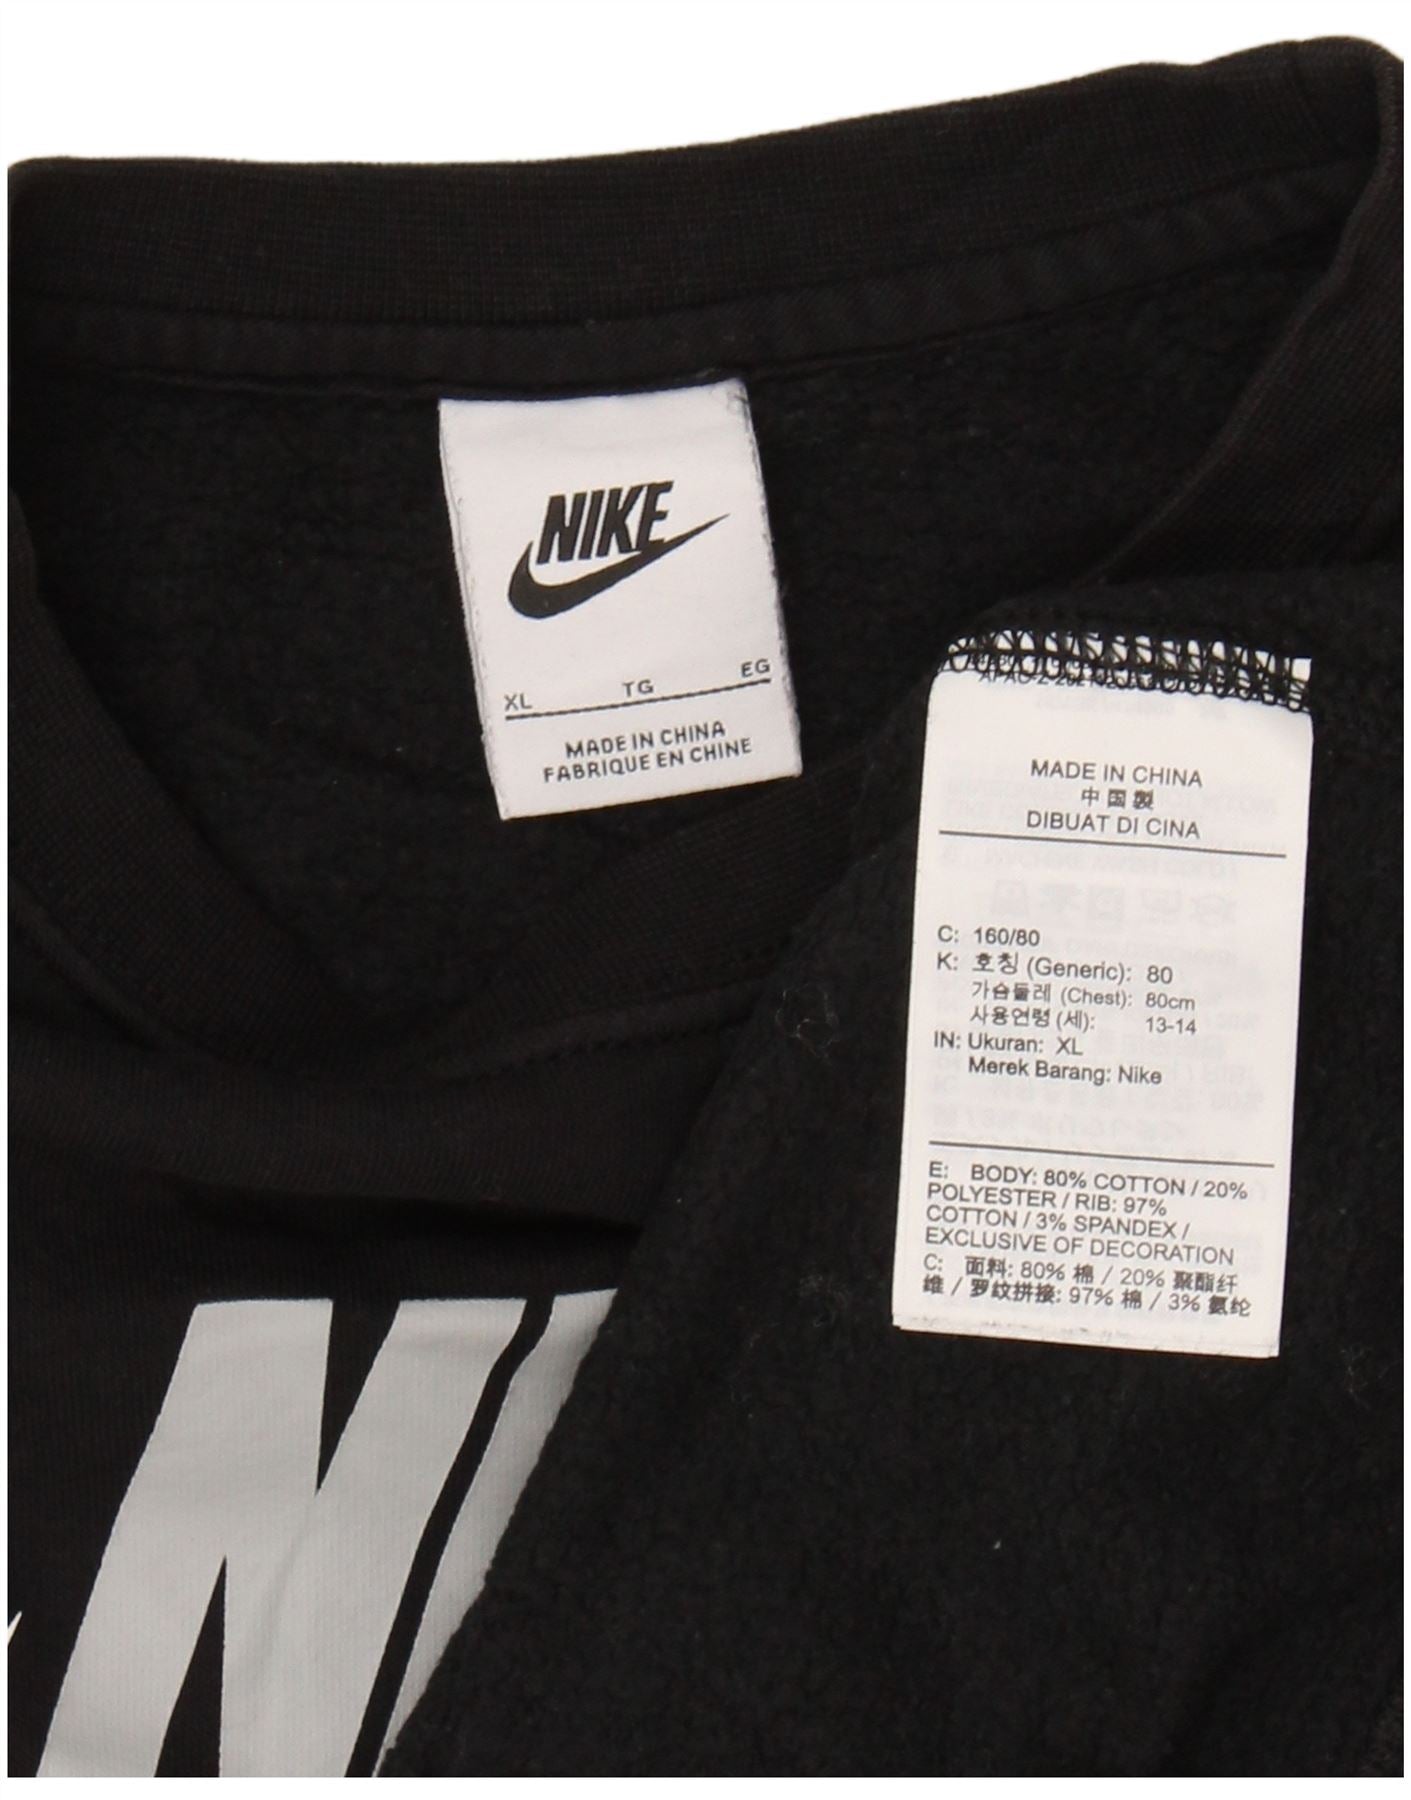 NIKE
XL TG EG
MADE IN CHINA
FABRIQUE EN CHINE
MADE IN CHINA
中国製
DIBUAT DI CINA
C: 160/80
K: 호칭 (Generic): 80
가슴둘레 (Chest): 80cm
사용연령 (세): 13-14
IN: Ukuran: XL
Merek Barang: Nike
E: BODY: 80% COTTON / 20%
POLYESTER / RIB: 97%
COTTON / 3% SPANDEX /
EXCLUSIVE OF DECORATION
C: 面料: 80% 棉 / 20% 聚酯纤
维 / 罗纹拼接: 97% 棉 / 3% 氨纶
N